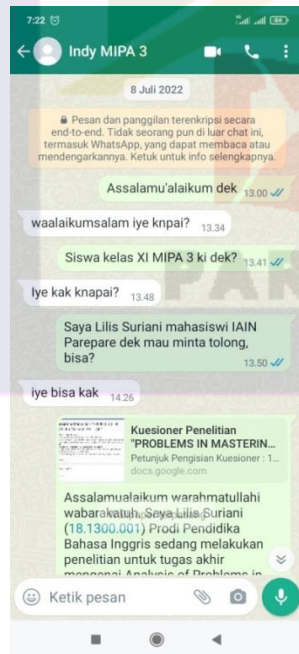 7:22
Indy MIPA 3
8 Juli 2022
Pesan dan panggilan terenkripsi secara
end-to-end. Tidak seorang pun di luar chat ini,
termasuk WhatsApp, yang dapat membaca atau
mendengarkannya. Ketuk untuk info selengkapnya.
Assalamu'alaikum dek 13.00
waalaikumsalam iye knpai? 13.34
Siswa kelas XI MIPA 3 ki dek? 13.41
Iye kak knapai? 13.48
Saya Lilis Suriani mahasiswi IAIN
Parepare dek mau minta tolong,
bisa? 13.50
iye bisa kak 14.26
Kuesioner Penelitian
"PROBLEMS IN MASTERIN...
Petunjuk Pengisian Kuesioner : 1...
docs.google.com
Assalamualaikum warahmatullahi
wabarakatuh, Saya Lilis Suriani
(18.1300.001) Prodi Pendidika
Bahasa Inggris sedang melakukan
penelitian untuk tugas akhir
mengenai Analysis of Problems in
Ketik pesan